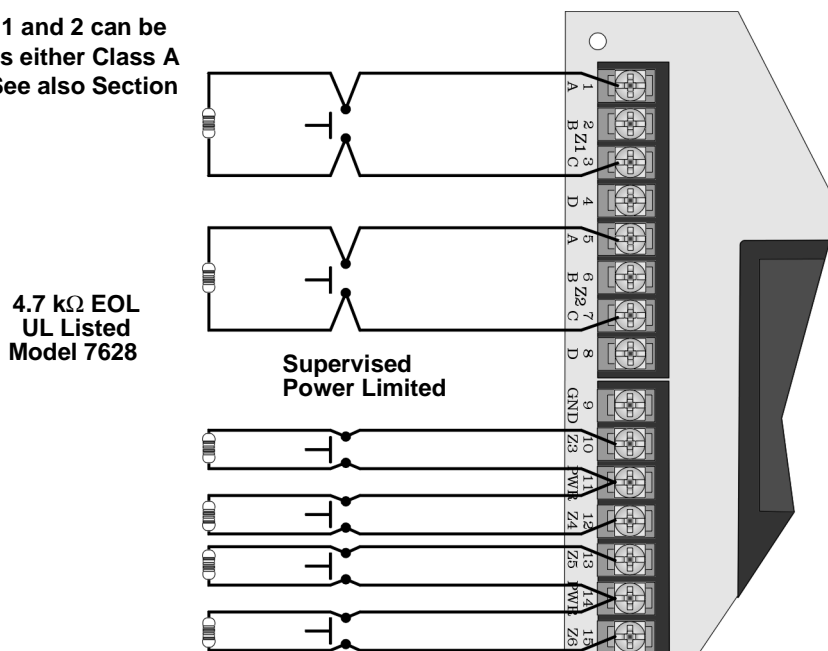 1 and 2 can be
s either Class A
See also Section
4.7 kΩ EOL
UL Listed
Model 7628
Supervised
Power Limited
1
A
2
B
Z1
3
C
4
D
5
A
6
B
Z2
7
C
8
D
9
GND
10
Z3
11
PWR
12
Z4
13
Z5
14
PWR
15
Z6